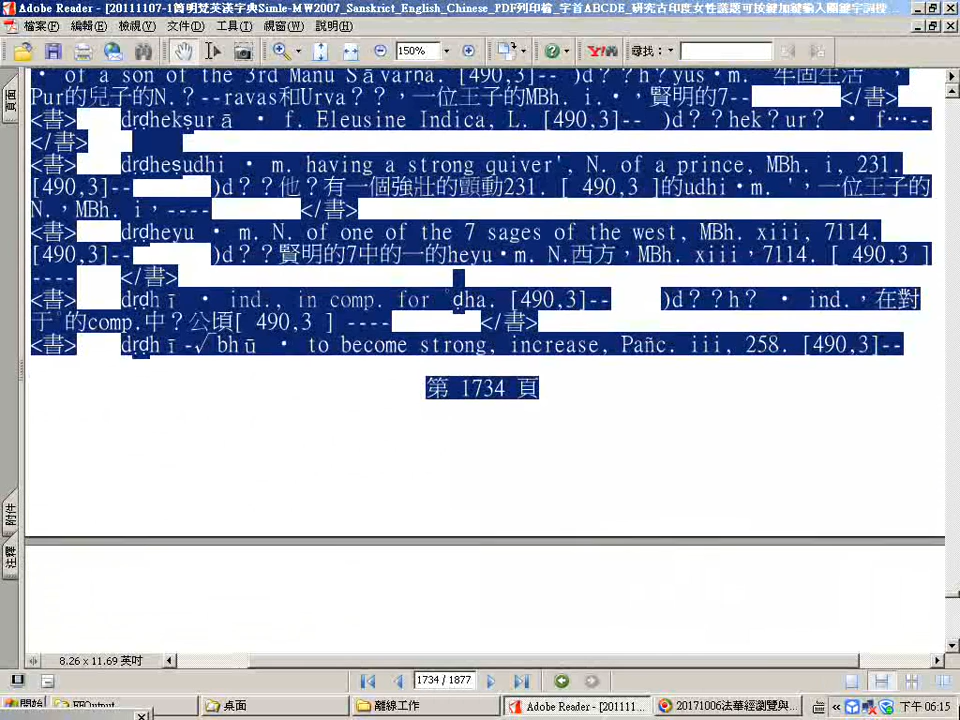 Adobe Reader - [20111107-1簡明梵英漢字典Simle-MW2007_Sanskrict_English_Chinese_PDF列印檔_字首ABCDE_研究古印度女性議題可按鍵加鍵輸入關鍵字詞搜
檔案(F) 編輯(E) 檢視(V) 文件(D) 工具(T) 視窗(W) 說明(H)
150% 尋找：
頁面
• of a son of the 3rd Manu Sāvarṇa. [490,3]-- )d？？h？yus•m. 牢固生活
Pur的兒子的N.？--ravas和Urva？？，一位王子的MBh. i.•，賢明的7-- </書>
<書> dṛḍhekṣurā • f. Eleusine Indica, L. [490,3]-- )d？？hek？ur？ • f…--
</書>
<書> dṛḍheṣudhi • m. having a strong quiver', N. of a prince, MBh. i, 231.
[490,3]-- )d？？他？有一個強壯的顫動231. [ 490,3 ]的udhi•m. '，一位王子的
N.，MBh. i，---- </書>
<書> dṛḍheyu • m. N. of one of the 7 sages of the west, MBh. xiii, 7114.
[490,3]-- )d？？賢明的7中的一的heyu•m. N.西方，MBh. xiii，7114. [ 490,3 ]
---- </書>
<書> dṛḍhī • ind., in comp. for °ḍha. [490,3]-- )d？？h？ • ind.，在對
于°的comp.中？公頃[ 490,3 ] ---- </書>
<書> dṛḍhī-√bhū • to become strong, increase, Pañc. iii, 258. [490,3]--
第 1734 頁
附件
注釋
8.26 x 11.69 英吋
1734 / 1877
開始 FFOutput 桌面 離線工作 Adobe Reader - [201111... 20171006法華經瀏覽與... 下午 06:15